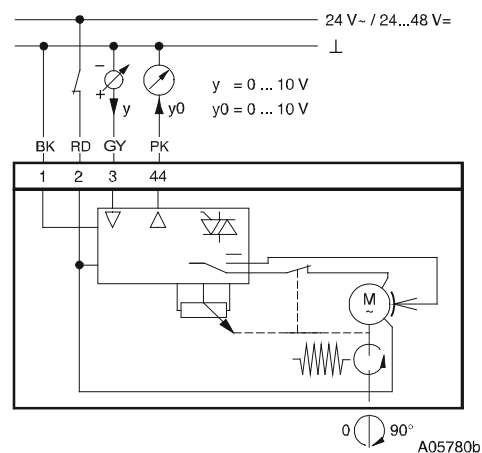 24 V~ / 24...48 V=
⊥
− + y
y0
y = 0 ... 10 V
y0 = 0 ... 10 V
BK RD GY PK
1 2 3 44
M
~
0 90°
A05780b